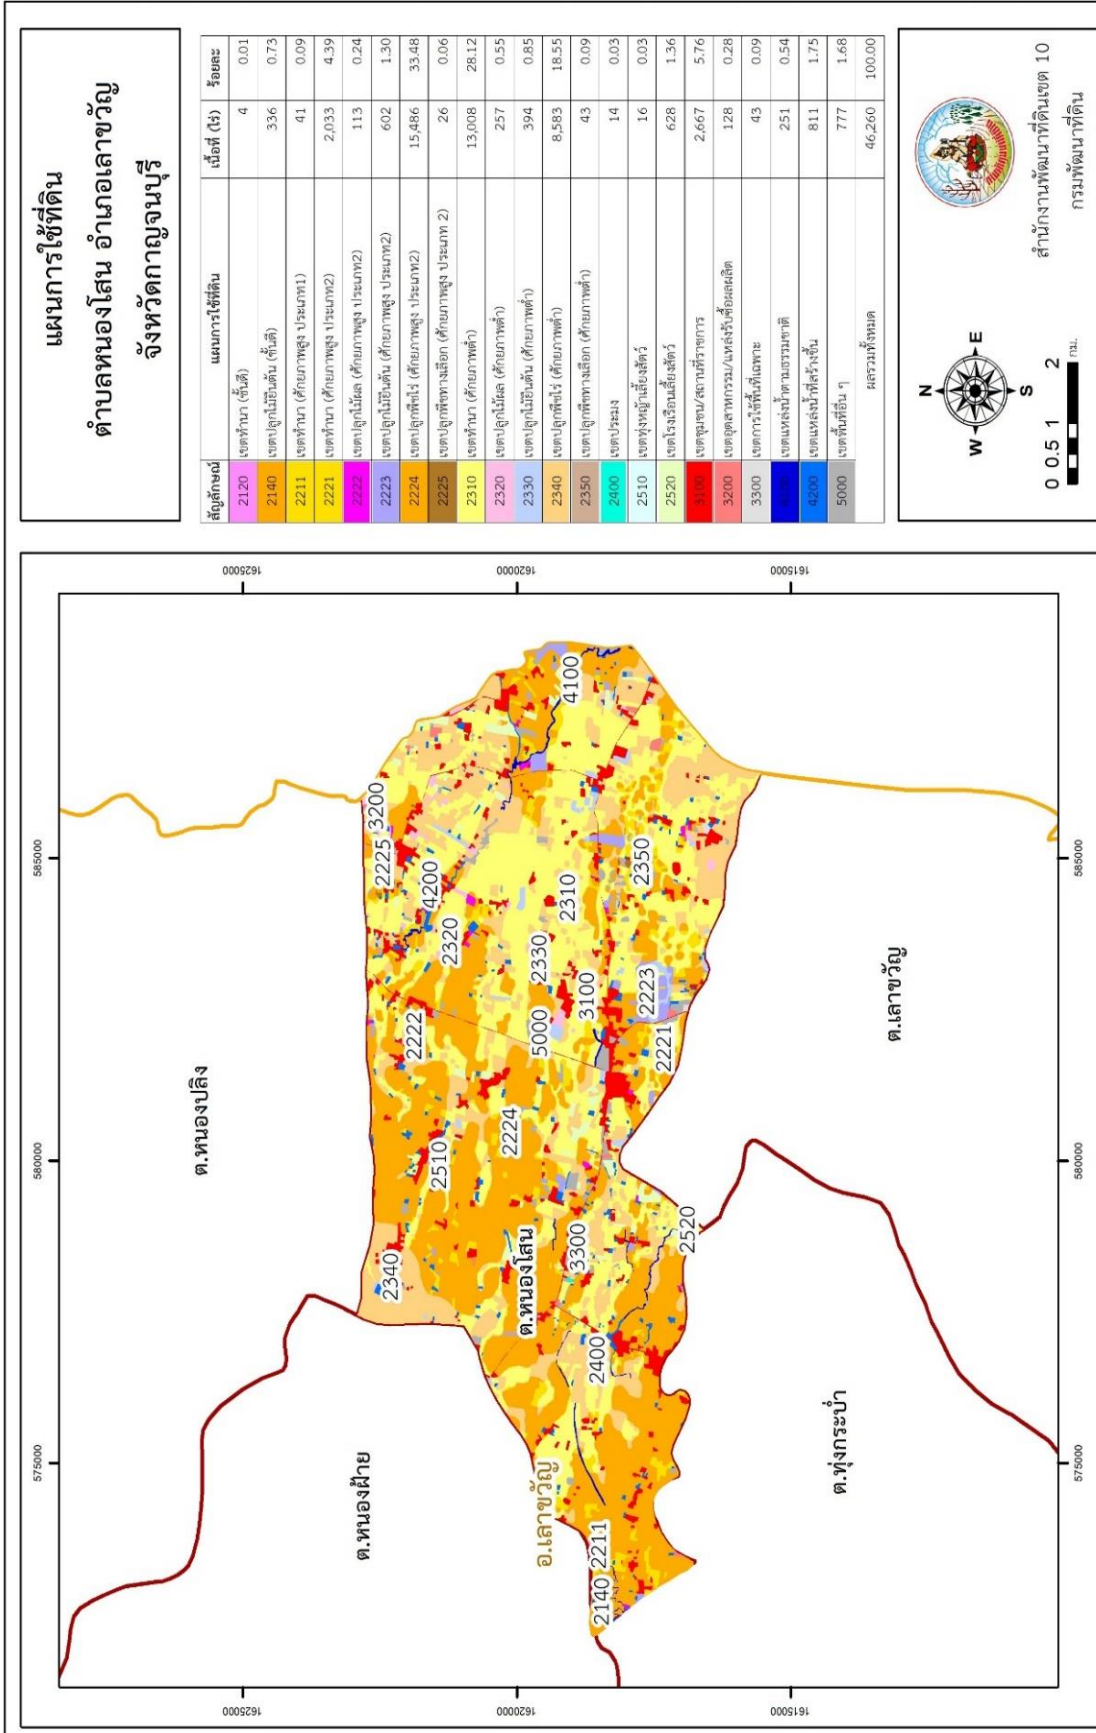 แผนการใช้ที่ดิน
ตำบลหนองโสน อำเภอเลาขวัญ
จังหวัดกาญจนบุรี
สัญลักษณ์ แผนการใช้ที่ดิน เนื้อที่ (ไร่) ร้อยละ
2120 เขตทำนา (ชั้นดี) 4 0.01
2140 เขตปลูกไม้ยืนต้น (ชั้นดี) 336 0.73
2211 เขตทำนา (ศักยภาพสูง ประเภท1) 41 0.09
2221 เขตทำนา (ศักยภาพสูง ประเภท2) 2,033 4.39
2222 เขตปลูกไม้ผล (ศักยภาพสูง ประเภท2) 113 0.24
2223 เขตปลูกไม้ยืนต้น (ศักยภาพสูง ประเภท2) 602 1.30
2224 เขตปลูกพืชไร่ (ศักยภาพสูง ประเภท2) 15,486 33.48
2225 เขตปลูกพืชทางเลือก (ศักยภาพสูง ประเภท 2) 26 0.06
2310 เขตทำนา (ศักยภาพต่ำ) 13,008 28.12
2320 เขตปลูกไม้ผล (ศักยภาพต่ำ) 257 0.55
2330 เขตปลูกไม้ยืนต้น (ศักยภาพต่ำ) 394 0.85
2340 เขตปลูกพืชไร่ (ศักยภาพต่ำ) 8,583 18.55
2350 เขตปลูกพืชทางเลือก (ศักยภาพต่ำ) 43 0.09
2400 เขตประมง 14 0.03
2510 เขตทุ่งหญ้าเลี้ยงสัตว์ 16 0.03
2520 เขตโรงเรือนเลี้ยงสัตว์ 628 1.36
3100 เขตชุมชน/สถานที่ราชการ 2,667 5.76
3200 เขตอุตสาหกรรม/แหล่งรับซื้อผลผลิต 128 0.28
3300 เขตการใช้พื้นที่เฉพาะ 43 0.09
4100 เขตแหล่งน้ำตามธรรมชาติ 251 0.54
4200 เขตแหล่งน้ำที่สร้างขึ้น 811 1.75
5000 เขตพื้นที่อื่น ๆ 777 1.68
ผลรวมทั้งหมด 46,260 100.00
N
W E
S
0 0.5 1 2
กม.
สำนักงานพัฒนาที่ดินเขต 10
กรมพัฒนาที่ดิน
575000 580000 585000
1625000 1625000
1620000 1620000
1615000 1615000
575000 580000 585000
ต.หนองปลิง
ต.หนองฝ้าย
อ.เลาขวัญ
ต.หนองโสน
ต.ทุ่งกระบ่ำ
ต.เลาขวัญ
2340
2510
2222
2225
3200
4200
2320
4100
2224
5000
2330
2310
3300
3100
2400
2140
2211
2520
2221
2223
2350